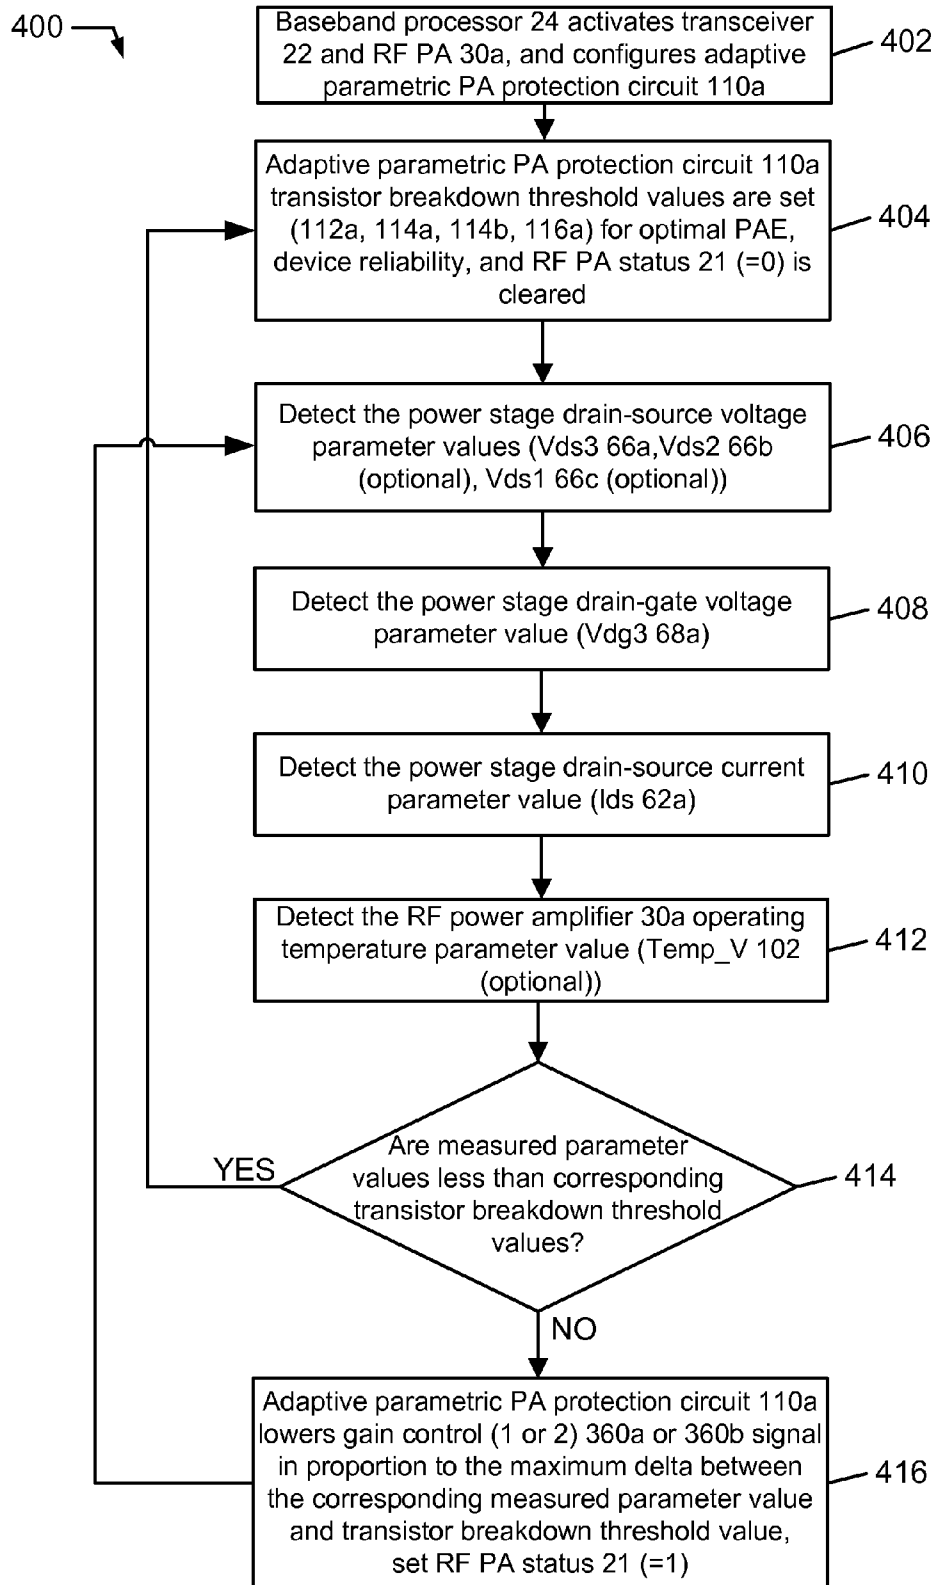 400
Baseband processor 24 activates transceiver
22 and RF PA 30a, and configures adaptive
parametric PA protection circuit 110a
402
Adaptive parametric PA protection circuit 110a
transistor breakdown threshold values are set
(112a, 114a, 114b, 116a) for optimal PAE,
device reliability, and RF PA status 21 (=0) is
cleared
404
Detect the power stage drain-source voltage
parameter values (Vds3 66a,Vds2 66b
(optional), Vds1 66c (optional))
406
Detect the power stage drain-gate voltage
parameter value (Vdg3 68a)
408
Detect the power stage drain-source current
parameter value (Ids 62a)
410
Detect the RF power amplifier 30a operating
temperature parameter value (Temp_V 102
(optional))
412
Are measured parameter
values less than corresponding
transistor breakdown threshold
values?
414
YES
NO
Adaptive parametric PA protection circuit 110a
lowers gain control (1 or 2) 360a or 360b signal
in proportion to the maximum delta between
the corresponding measured parameter value
and transistor breakdown threshold value,
set RF PA status 21 (=1)
416